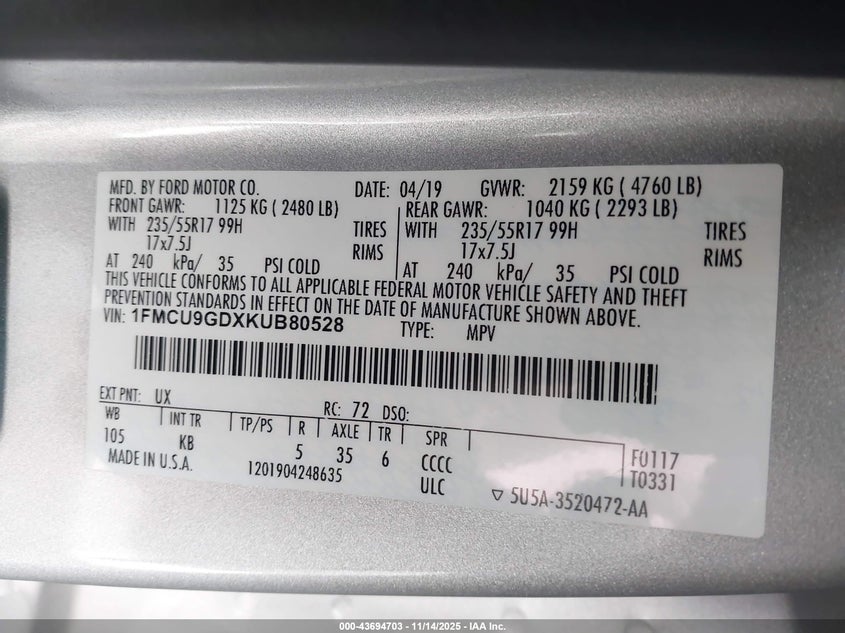 MFD. BY FORD MOTOR CO. DATE: 04/19 GVWR: 2159 KG ( 4760 LB)
FRONT GAWR: 1125 KG ( 2480 LB) REAR GAWR: 1040 KG ( 2293 LB)
WITH 235/55R17 99H TIRES WITH 235/55R17 99H TIRES
17x7.5J RIMS 17x7.5J RIMS
AT 240 kPa/ 35 PSI COLD AT 240 kPa/ 35 PSI COLD
THIS VEHICLE CONFORMS TO ALL APPLICABLE FEDERAL MOTOR VEHICLE SAFETY AND THEFT
PREVENTION STANDARDS IN EFFECT ON THE DATE OF MANUFACTURE SHOWN ABOVE.
VIN: 1FMCU9GDXKUB80528 TYPE: MPV
EXT PNT: UX RC: 72 DSO:
WB INT TR TP/PS R AXLE TR SPR
105 KB 5 35 6 CCCC F0117
MADE IN U.S.A. 1201904248635 ULC T0331
5U5A-3520472-AA
000-43694703 - 11/14/2025 - IAA Inc.